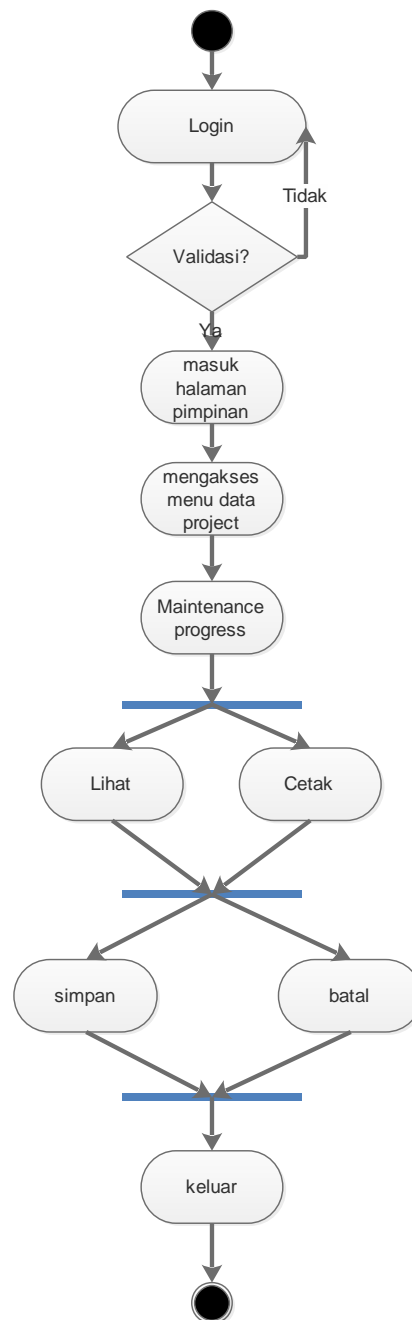 Login
Tidak
Validasi?
Ya
masuk
halaman
pimpinan
mengakses
menu data
project
Maintenance
progress
Lihat
Cetak
simpan
batal
keluar